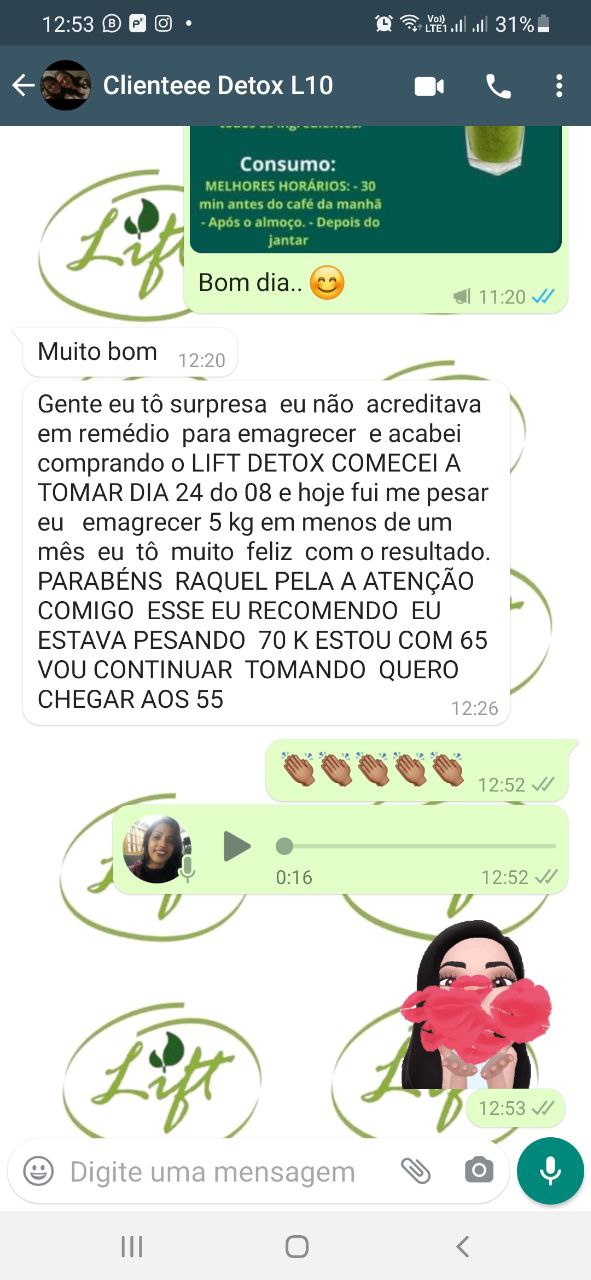 12:53
Vo))
LTE1
31%
Clienteee Detox L10
Consumo:
MELHORES HORÁRIOS: - 30
min antes do café da manhã
- Após o almoço. - Depois do
jantar
Lift
Bom dia.. 😊
11:20
Muito bom
12:20
Gente eu tô surpresa eu não acreditava
em remédio para emagrecer e acabei
comprando o LIFT DETOX COMECEI A
TOMAR DIA 24 do 08 e hoje fui me pesar
eu emagrecer 5 kg em menos de um
mês eu tô muito feliz com o resultado.
PARABÉNS RAQUEL PELA A ATENÇÃO
COMIGO ESSE EU RECOMENDO EU
ESTAVA PESANDO 70 K ESTOU COM 65
VOU CONTINUAR TOMANDO QUERO
CHEGAR AOS 55
12:26
👏🏽👏🏽👏🏽👏🏽👏🏽
12:52
0:16
12:52
Lift
Lift
12:53
Digite uma mensagem